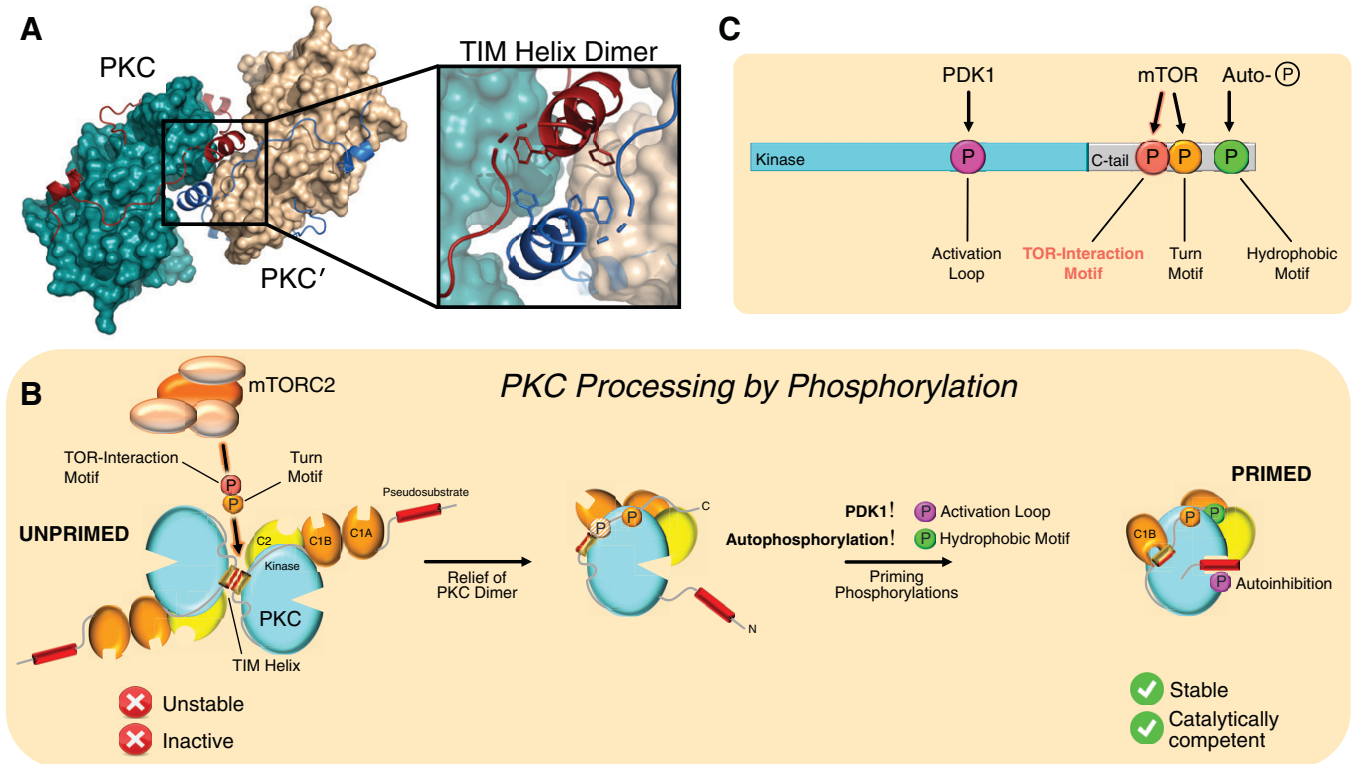 A
PKC
PKC′
TIM Helix Dimer
C
PDK1
mTOR
Auto-P
Kinase
P
C-tail
P
P
P
Activation
Loop
TOR-Interaction
Motif
Turn
Motif
Hydrophobic
Motif
B
PKC Processing by Phosphorylation
mTORC2
TOR-Interaction
Motif
Turn
Motif
P
P
UNPRIMED
Pseudosubstrate
C2
C1B
C1A
Kinase
PKC
TIM Helix
Unstable
Inactive
Relief of
PKC Dimer
P
P
C
N
PDK1!
P
Activation Loop
Autophosphorylation!
P
Hydrophobic Motif
Priming
Phosphorylations
PRIMED
P
P
C1B
P
Autoinhibition
Stable
Catalytically
competent